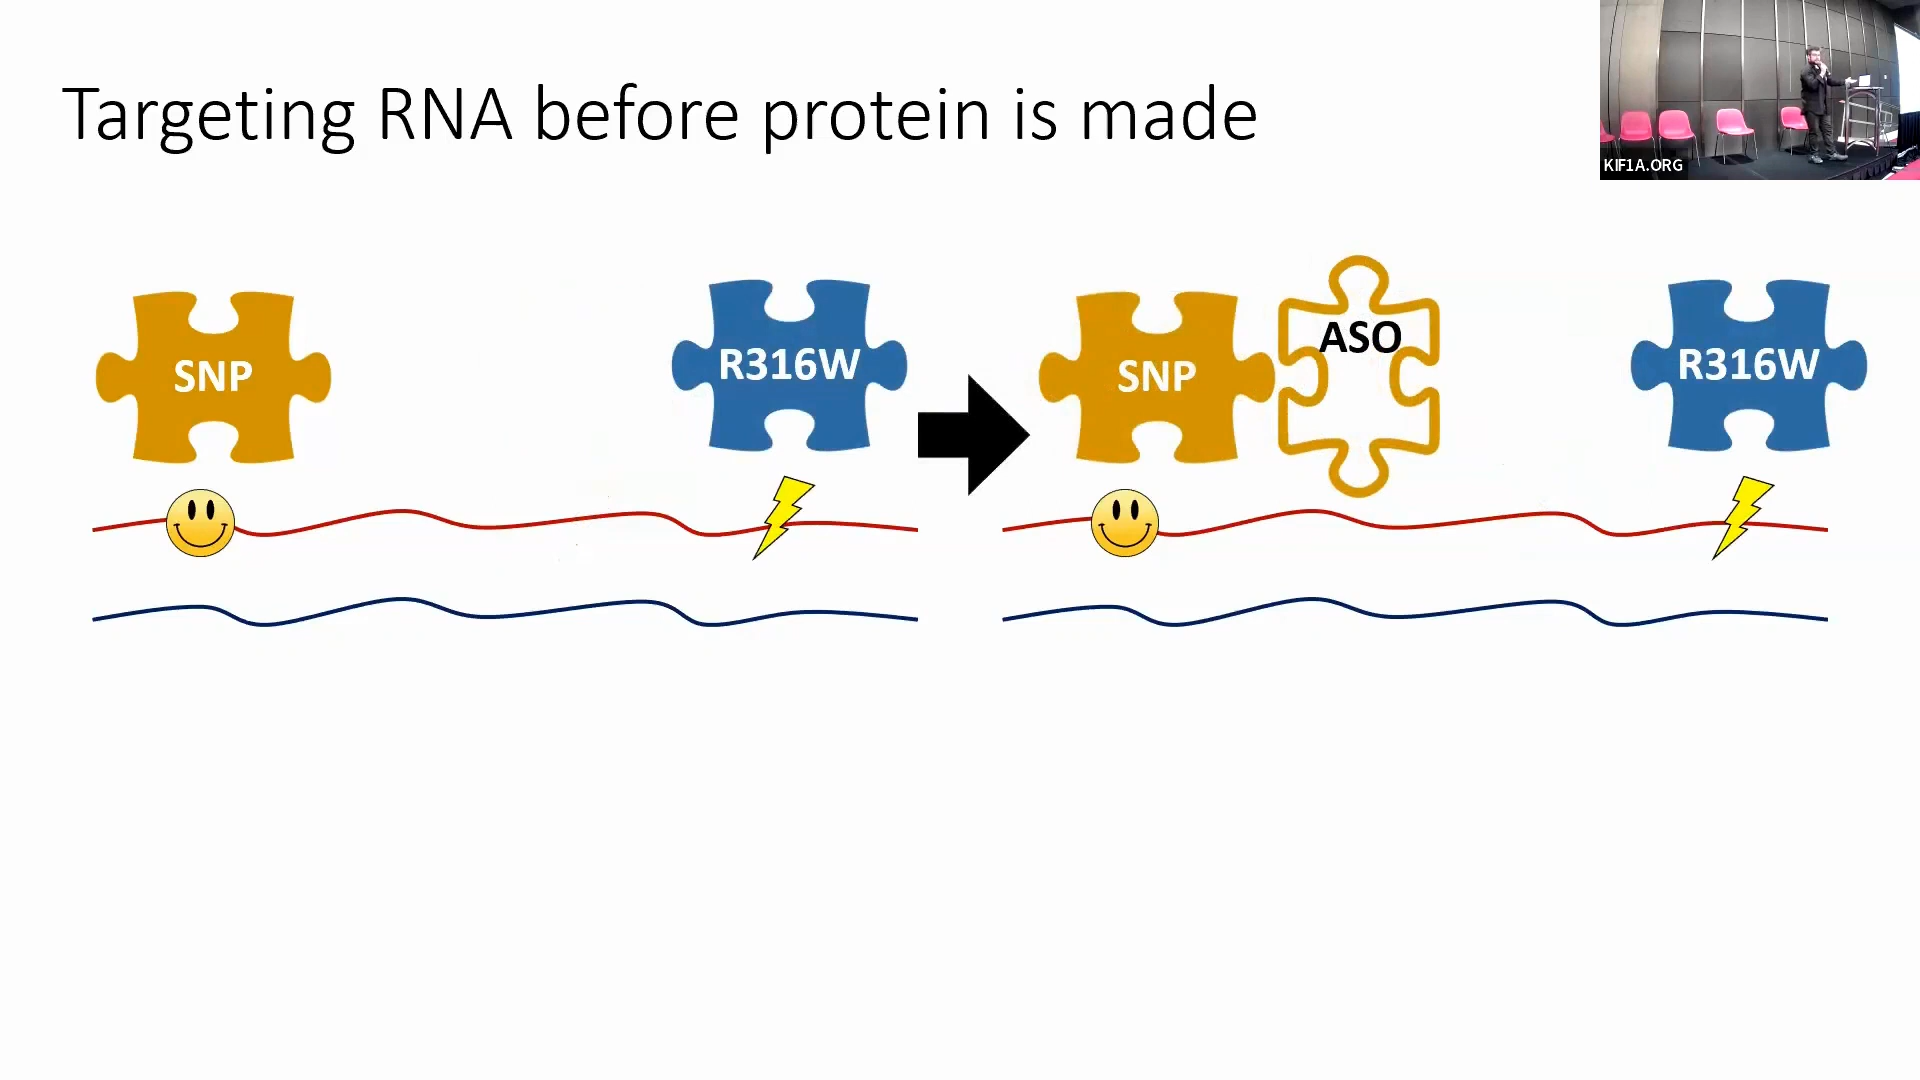 Targeting RNA before protein is made
KIF1A.ORG
SNP
R316W
SNP
ASO
R316W